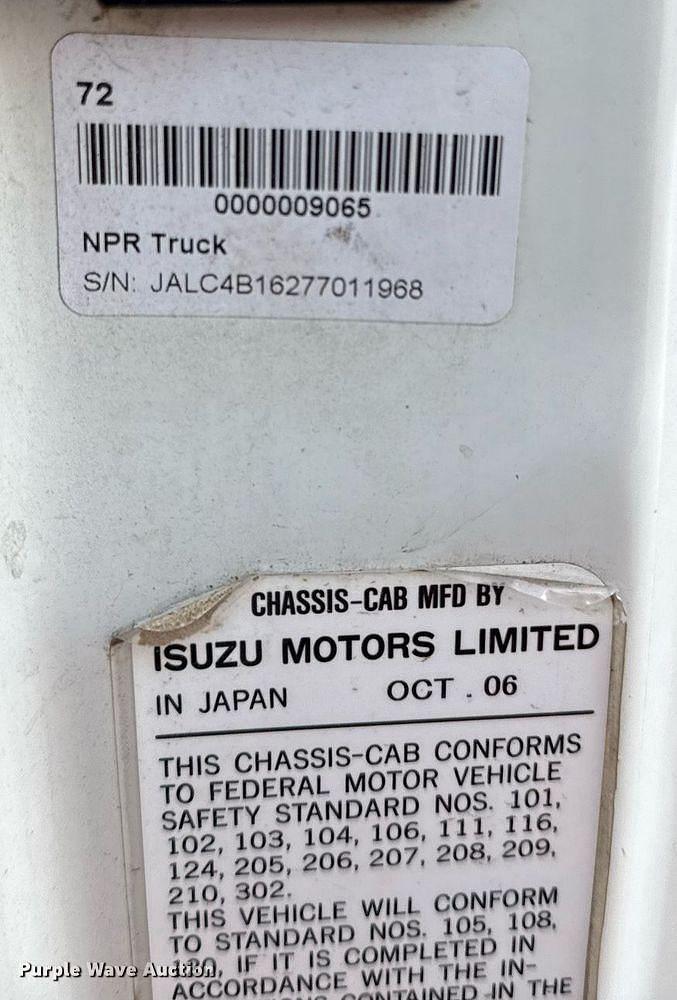 72
0000009065
NPR Truck
S/N: JALC4B16277011968
CHASSIS-CAB MFD BY
ISUZU MOTORS LIMITED
IN JAPAN OCT . 06
THIS CHASSIS-CAB CONFORMS
TO FEDERAL MOTOR VEHICLE
SAFETY STANDARD NOS. 101,
102, 103, 104, 106, 111, 116,
124, 205, 206, 207, 208, 209,
210, 302.
THIS VEHICLE WILL CONFORM
TO STANDARD NOS. 105, 108,
IF IT IS COMPLETED IN
ACCORDANCE WITH THE IN-
CONTAINED IN THE
Purple Wave Auction